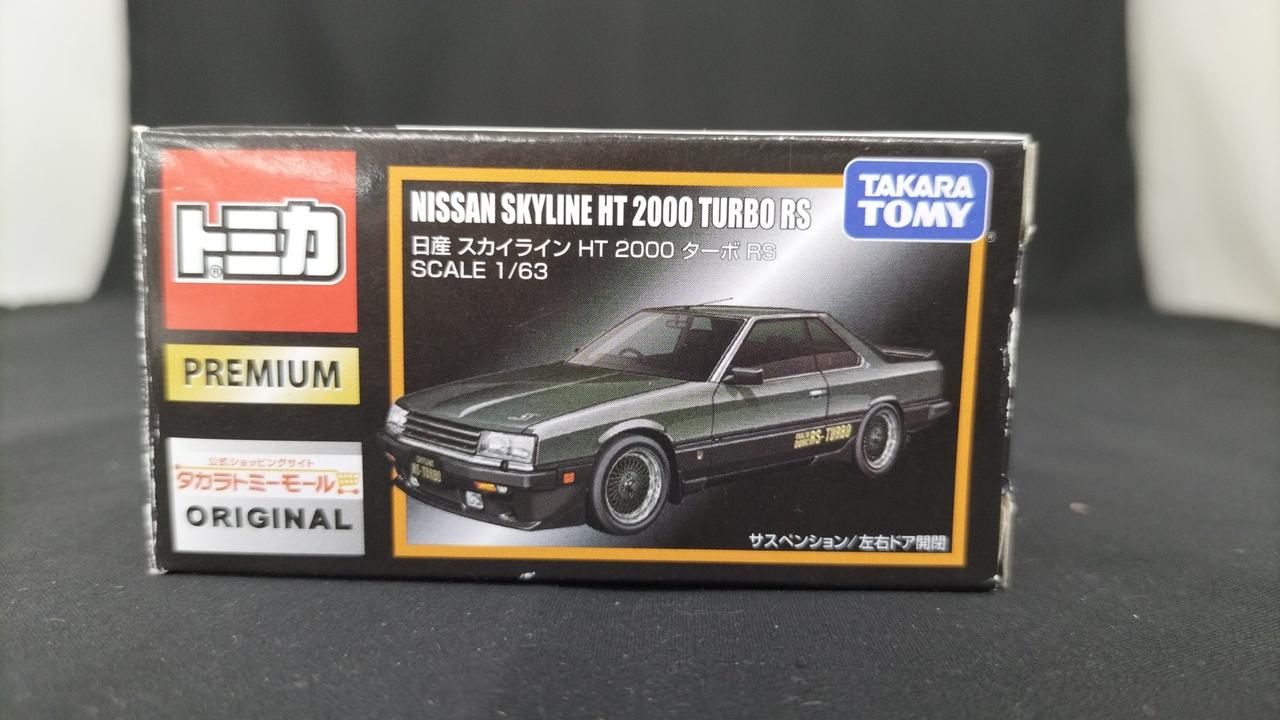 トミカ
®
PREMIUM
公式ショッピングサイト
タカラトミーモール
ORIGINAL
NISSAN SKYLINE HT 2000 TURBO RS
日産 スカイライン HT 2000 ターボ RS
SCALE 1/63
TAKARA
TOMY
®
RS-TURBO
RS-TURBO
サスペンション/左右ドア開閉